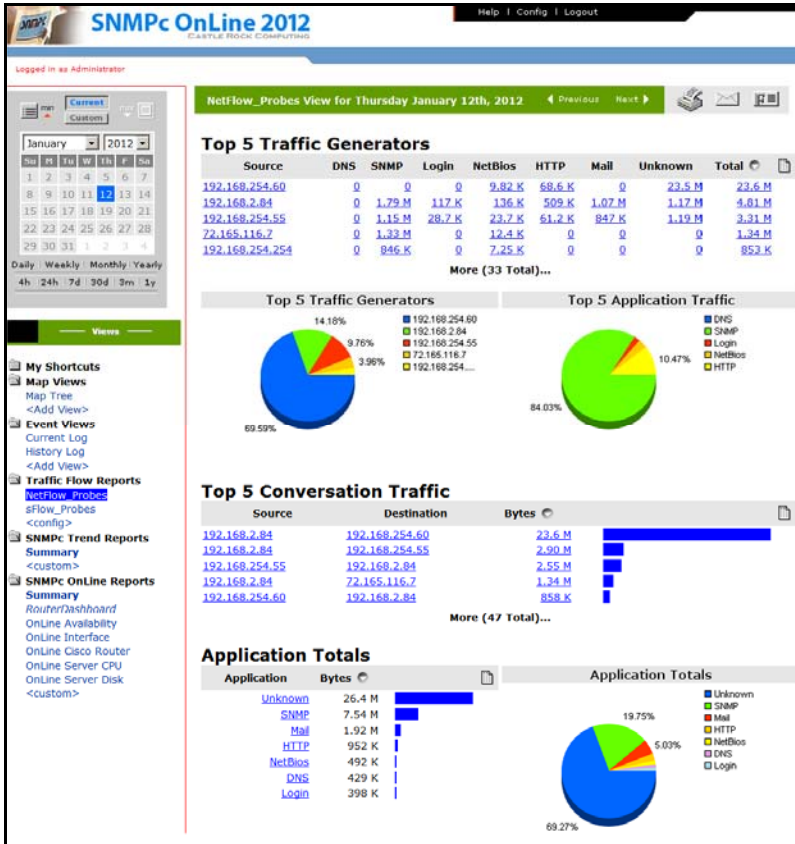 SNMPc OnLine 2012
CASTLE ROCK COMPUTING
Help | Config | Logout
Logged in as Administrator
min
Current
Custom
January 2012
Su M Tu W Th F Sa
1 2 3 4 5 6 7
8 9 10 11 12 13 14
15 16 17 18 19 20 21
22 23 24 25 26 27 28
29 30 31 1 2 3 4
Daily Weekly Monthly Yearly
4h 24h 7d 30d 3m 1y
Views
My Shortcuts
Map Views
Map Tree
<Add View>
Event Views
Current Log
History Log
<Add View>
Traffic Flow Reports
NetFlow_Probes
sFlow_Probes
<config>
SNMPc Trend Reports
Summary
<custom>
SNMPc OnLine Reports
Summary
RouterDashboard
OnLine Availability
OnLine Interface
OnLine Cisco Router
OnLine Server CPU
OnLine Server Disk
<custom>
NetFlow_Probes View for Thursday January 12th, 2012 Previous Next
Top 5 Traffic Generators
Source DNS SNMP Login NetBios HTTP Mail Unknown Total
192.168.254.60 0 0 0 9.82 K 68.6 K 0 23.5 M 23.6 M
192.168.2.84 0 1.79 M 117 K 136 K 509 K 1.07 M 1.17 M 4.81 M
192.168.254.55 0 1.15 M 28.7 K 23.7 K 61.2 K 847 K 1.19 M 3.31 M
72.165.116.7 0 1.33 M 0 12.4 K 0 0 0 1.34 M
192.168.254.254 0 846 K 0 7.25 K 0 0 0 853 K
More (33 Total)...
Top 5 Traffic Generators
14.18%
9.76%
3.96%
69.59%
192.168.254.60
192.168.2.84
192.168.254.55
72.165.116.7
192.168.254....
Top 5 Application Traffic
10.47%
84.03%
DNS
SNMP
Login
NetBios
HTTP
Top 5 Conversation Traffic
Source Destination Bytes
192.168.2.84 192.168.254.60 23.6 M
192.168.2.84 192.168.254.55 2.90 M
192.168.254.55 192.168.2.84 2.55 M
192.168.2.84 72.165.116.7 1.34 M
192.168.254.60 192.168.2.84 858 K
More (47 Total)...
Application Totals
Application Bytes
Unknown 26.4 M
SNMP 7.54 M
Mail 1.92 M
HTTP 952 K
NetBios 492 K
DNS 429 K
Login 398 K
Application Totals
19.75%
5.03%
69.27%
Unknown
SNMP
Mail
HTTP
NetBios
DNS
Login